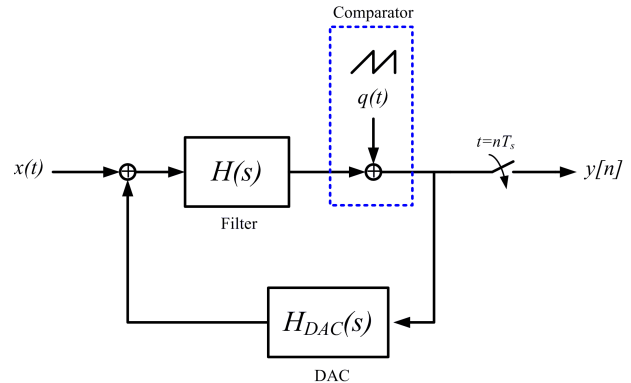 Comparator
q(t)
t=nTs
x(t)
H(s)
y[n]
Filter
HDAC(s)
DAC